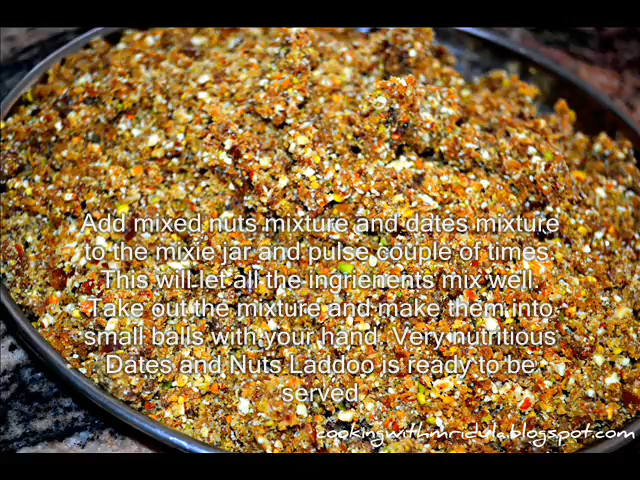 Add mixed nuts mixture and dates mixture
to the mixie jar and pulse couple of times.
This will let all the ingrienents mix well.
Take out the mixture and make them into
small balls with your hand. Very nutritious
Dates and Nuts Laddoo is ready to be
served.
cookingwithmridula.blogspot.com